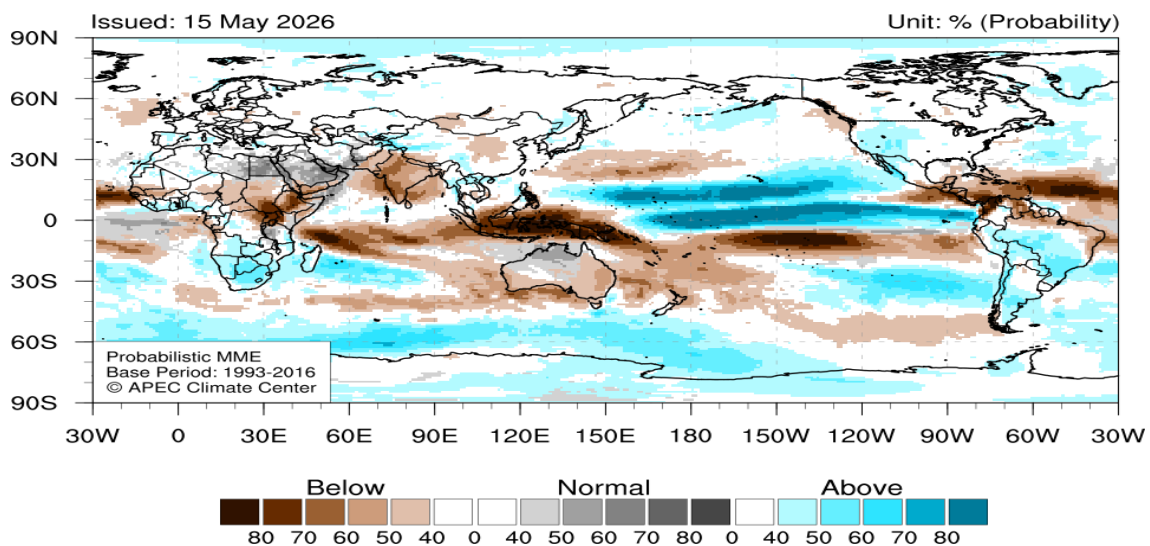 Issued: 15 May 2026 Unit: % (Probability)
90N
60N
30N
0
30S
60S
90S
Probabilistic MME
Base Period: 1993-2016
© APEC Climate Center
30W 0 30E 60E 90E 120E 150E 180 150W 120W 90W 60W 30W
Below Normal Above
80 70 60 50 40 0 40 50 60 70 80 0 40 50 60 70 80